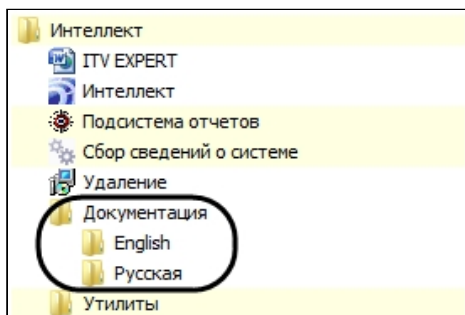 Интеллект
ITV EXPERT
Интеллект
Подсистема отчетов
Сбор сведений о системе
Удаление
Документация
English
Русская
Утилиты